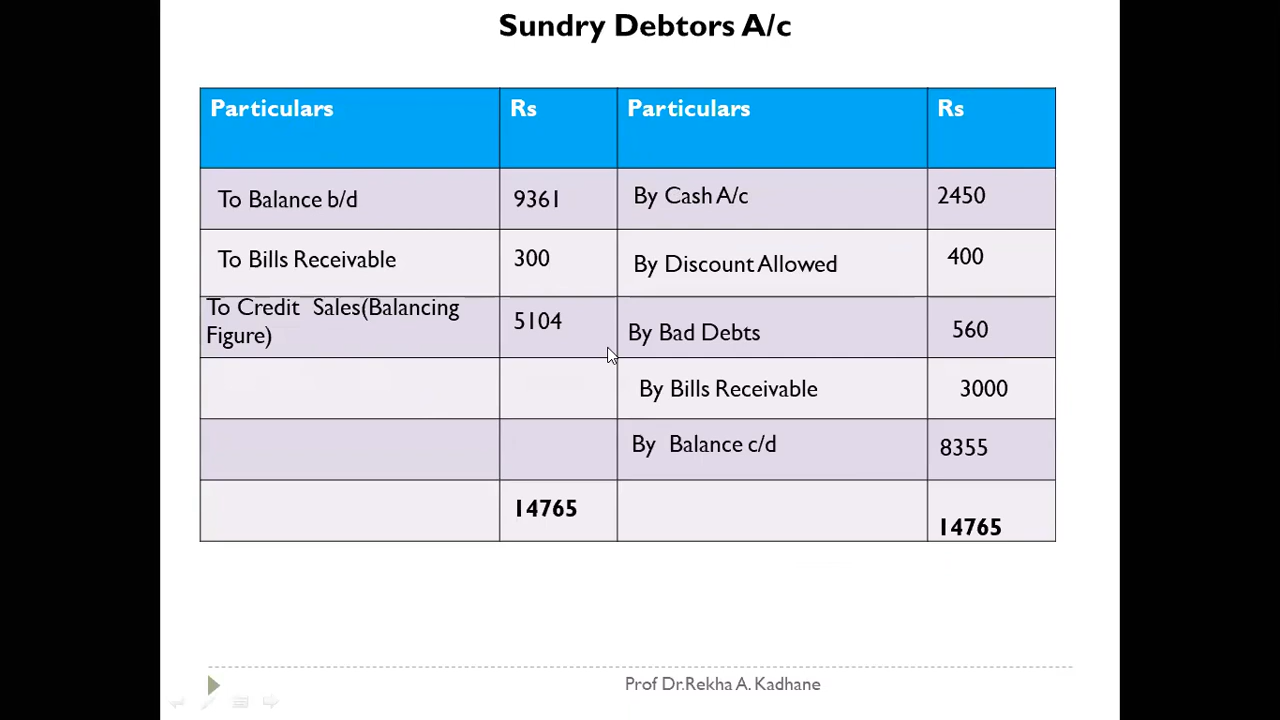 Sundry Debtors A/c
Particulars Rs Particulars Rs
To Balance b/d 9361 By Cash A/c 2450
To Bills Receivable 300 By Discount Allowed 400
To Credit Sales(Balancing
Figure) 5104 By Bad Debts 560
By Bills Receivable 3000
By Balance c/d 8355
14765 14765
Prof Dr.Rekha A. Kadhane